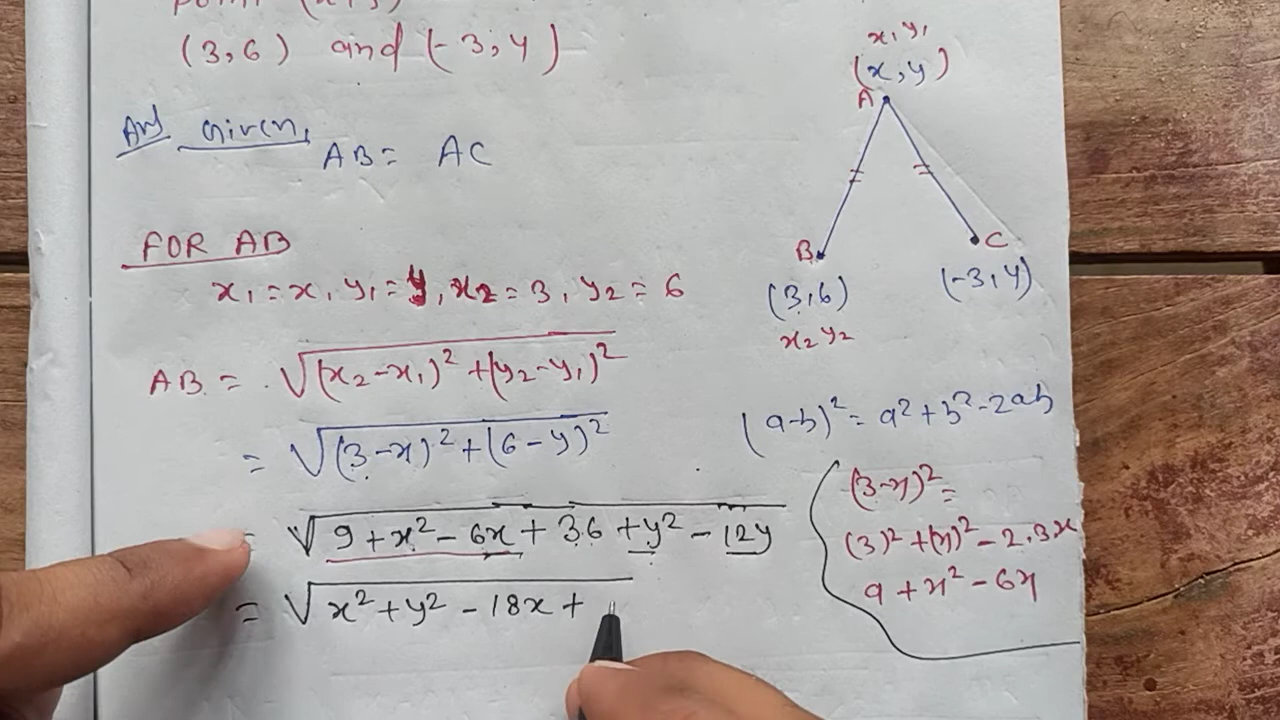 (3,6) and (-3,4)
Ans Given,
AB = AC
FOR AB
x₁ = x, y₁ = y, x₂ = 3, y₂ = 6
AB = √(x₂-x₁)² + (y₂-y₁)²
= √(3-x)² + (6-y)²
= √9+x²-6x+36+y²-12y
= √x²+y²-18x+
x₁ y₁
(x,y)
A
B
C
(3,6)
(-3,4)
x₂ y₂
(a-b)² = a²+b²-2ab
(3-x)² =
(3)²+(x)²-2.3x
9+x²-6x